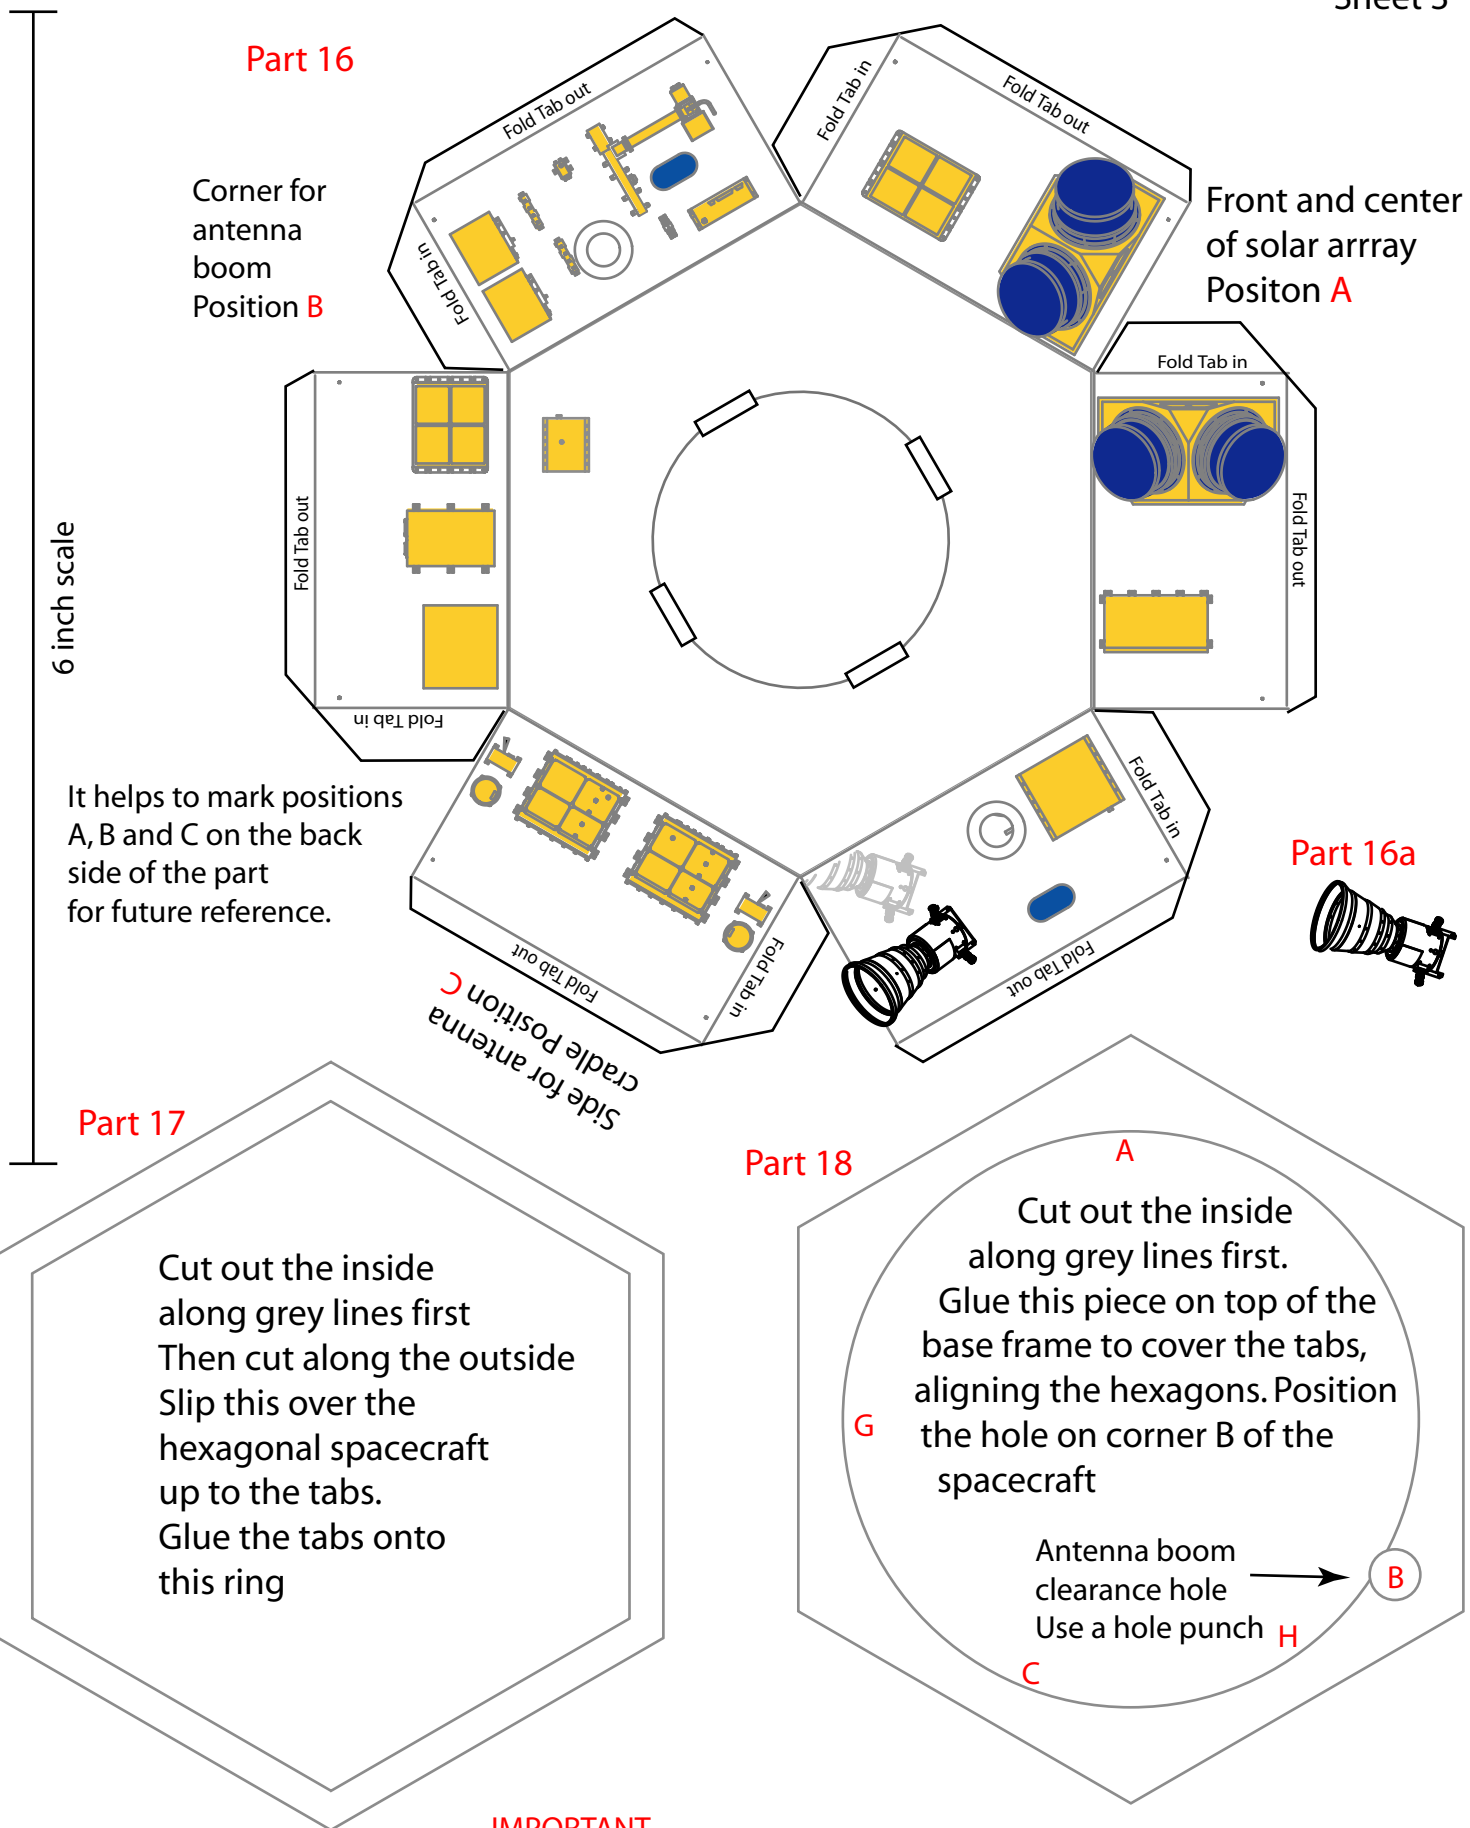 Sheet 3
Part 16
Fold Tab out
Fold Tab in
Fold Tab in
Fold Tab out
Corner for
antenna
boom
Position B
Front and center
of solar arrray
Positon A
Fold Tab in
Fold Tab out
Fold Tab out
Fold Tab in
6 inch scale
It helps to mark positions
A, B and C on the back
side of the part
for future reference.
Fold Tab out
Fold Tab in
Fold Tab in
Fold Tab out
Side for antenna
cradle Position C
Part 16a
Part 17
Cut out the inside
along grey lines first
Then cut along the outside
Slip this over the
hexagonal spacecraft
up to the tabs.
Glue the tabs onto
this ring
Part 18
A
Cut out the inside
along grey lines first.
Glue this piece on top of the
base frame to cover the tabs,
aligning the hexagons. Position
the hole on corner B of the
spacecraft
G
Antenna boom
clearance hole
Use a hole punch
B
H
C
IMPORTANT